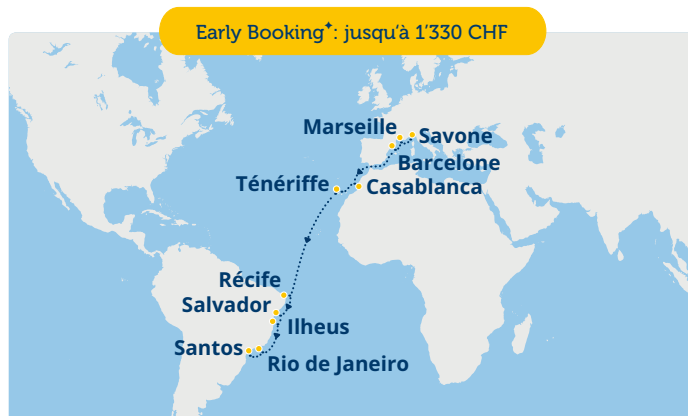 Early Booking✦: jusqu'à 1'330 CHF
Marseille
Savone
Barcelone
Ténériffe
Casablanca
Récife
Salvador
Ilheus
Santos
Rio de Janeiro